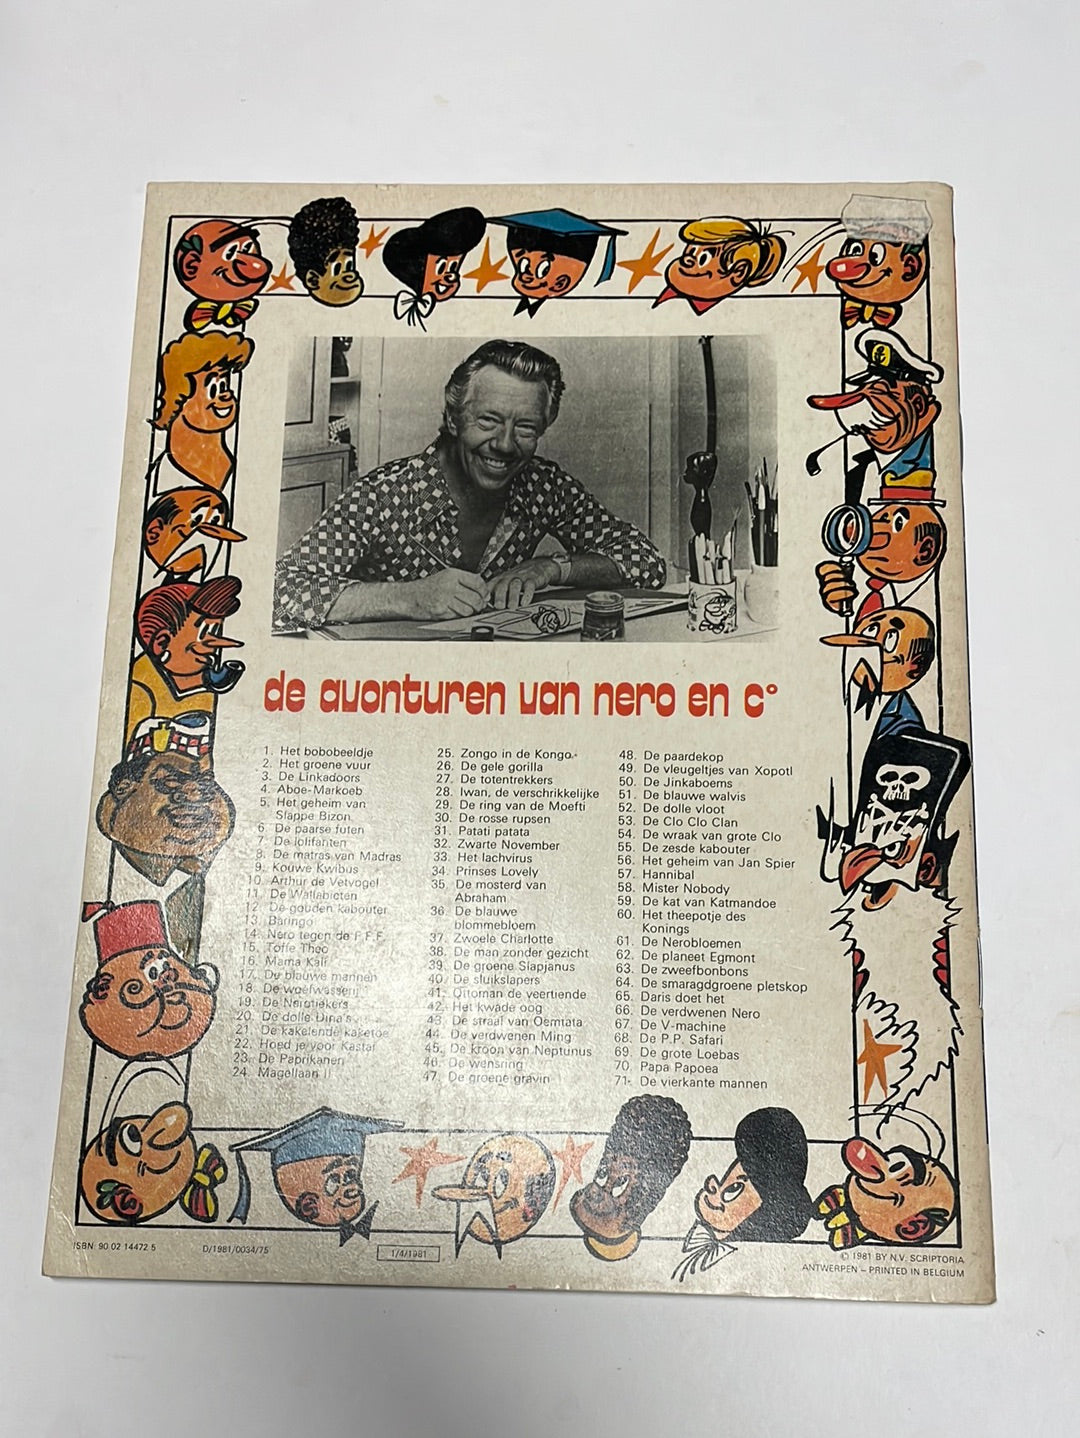 de avonturen van nero en c°
1. Het bobobeeldje
2. Het groene vuur
3. De Linkadoors
4. Aboe-Markoeb
5. Het geheim van
Slappe Bizon
6. De paarse futen
7. De lolifanten
8. De matras van Madras
9. Kouwe Kwibus
10. Arthur de Vetvogel
11. De Wallabieten
12. De gouden kabouter
13. Baringo
14. Nero tegen de F.F.F.
15. Toffe Theo
16. Mama Kali
17. De blauwe mannen
18. De woefwasserij
19. De Nerotiekers
20. De dolle Dina's
21. De kakelende kaketoe
22. Hoed je voor Kastar
23. De Paprikanen
24. Magellaan II
25. Zongo in de Kongo
26. De gele gorilla
27. De totentrekkers
28. Iwan, de verschrikkelijke
29. De ring van de Moefti
30. De rosse rupsen
31. Patati patata
32. Zwarte November
33. Het lachvirus
34. Prinses Lovely
35. De mosterd van
Abraham
36. De blauwe
blommebloem
37. Zwoele Charlotte
38. De man zonder gezicht
39. De groene Slapjanus
40. De sluikslapers
41. Ottoman de veertiende
42. Het kwade oog
43. De straal van Oemtata
44. De verdwenen Ming
45. De kroon van Neptunus
46. De wensring
47. De groene gravin
48. De paardekop
49. De vleugeltjes van Xopotl
50. De Jinkaboems
51. De blauwe walvis
52. De dolle vloot
53. De Clo Clo Clan
54. De wraak van grote Clo
55. De zesde kabouter
56. Het geheim van Jan Spier
57. Hannibal
58. Mister Nobody
59. De kat van Katmandoe
60. Het theepotje des
Konings
61. De Nerobloemen
62. De planeet Egmont
63. De zweefbonbons
64. De smaragdgroene pletskop
65. Daris doet het
66. De verdwenen Nero
67. De V-machine
68. De P.P. Safari
69. De grote Loebas
70. Papa Papoea
71. De vierkante mannen
ISBN 90 02 14472 5
D/1981/0034/75
1/4/1981
© 1981 BY N.V. SCRIPTORIA
ANTWERPEN – PRINTED IN BELGIUM